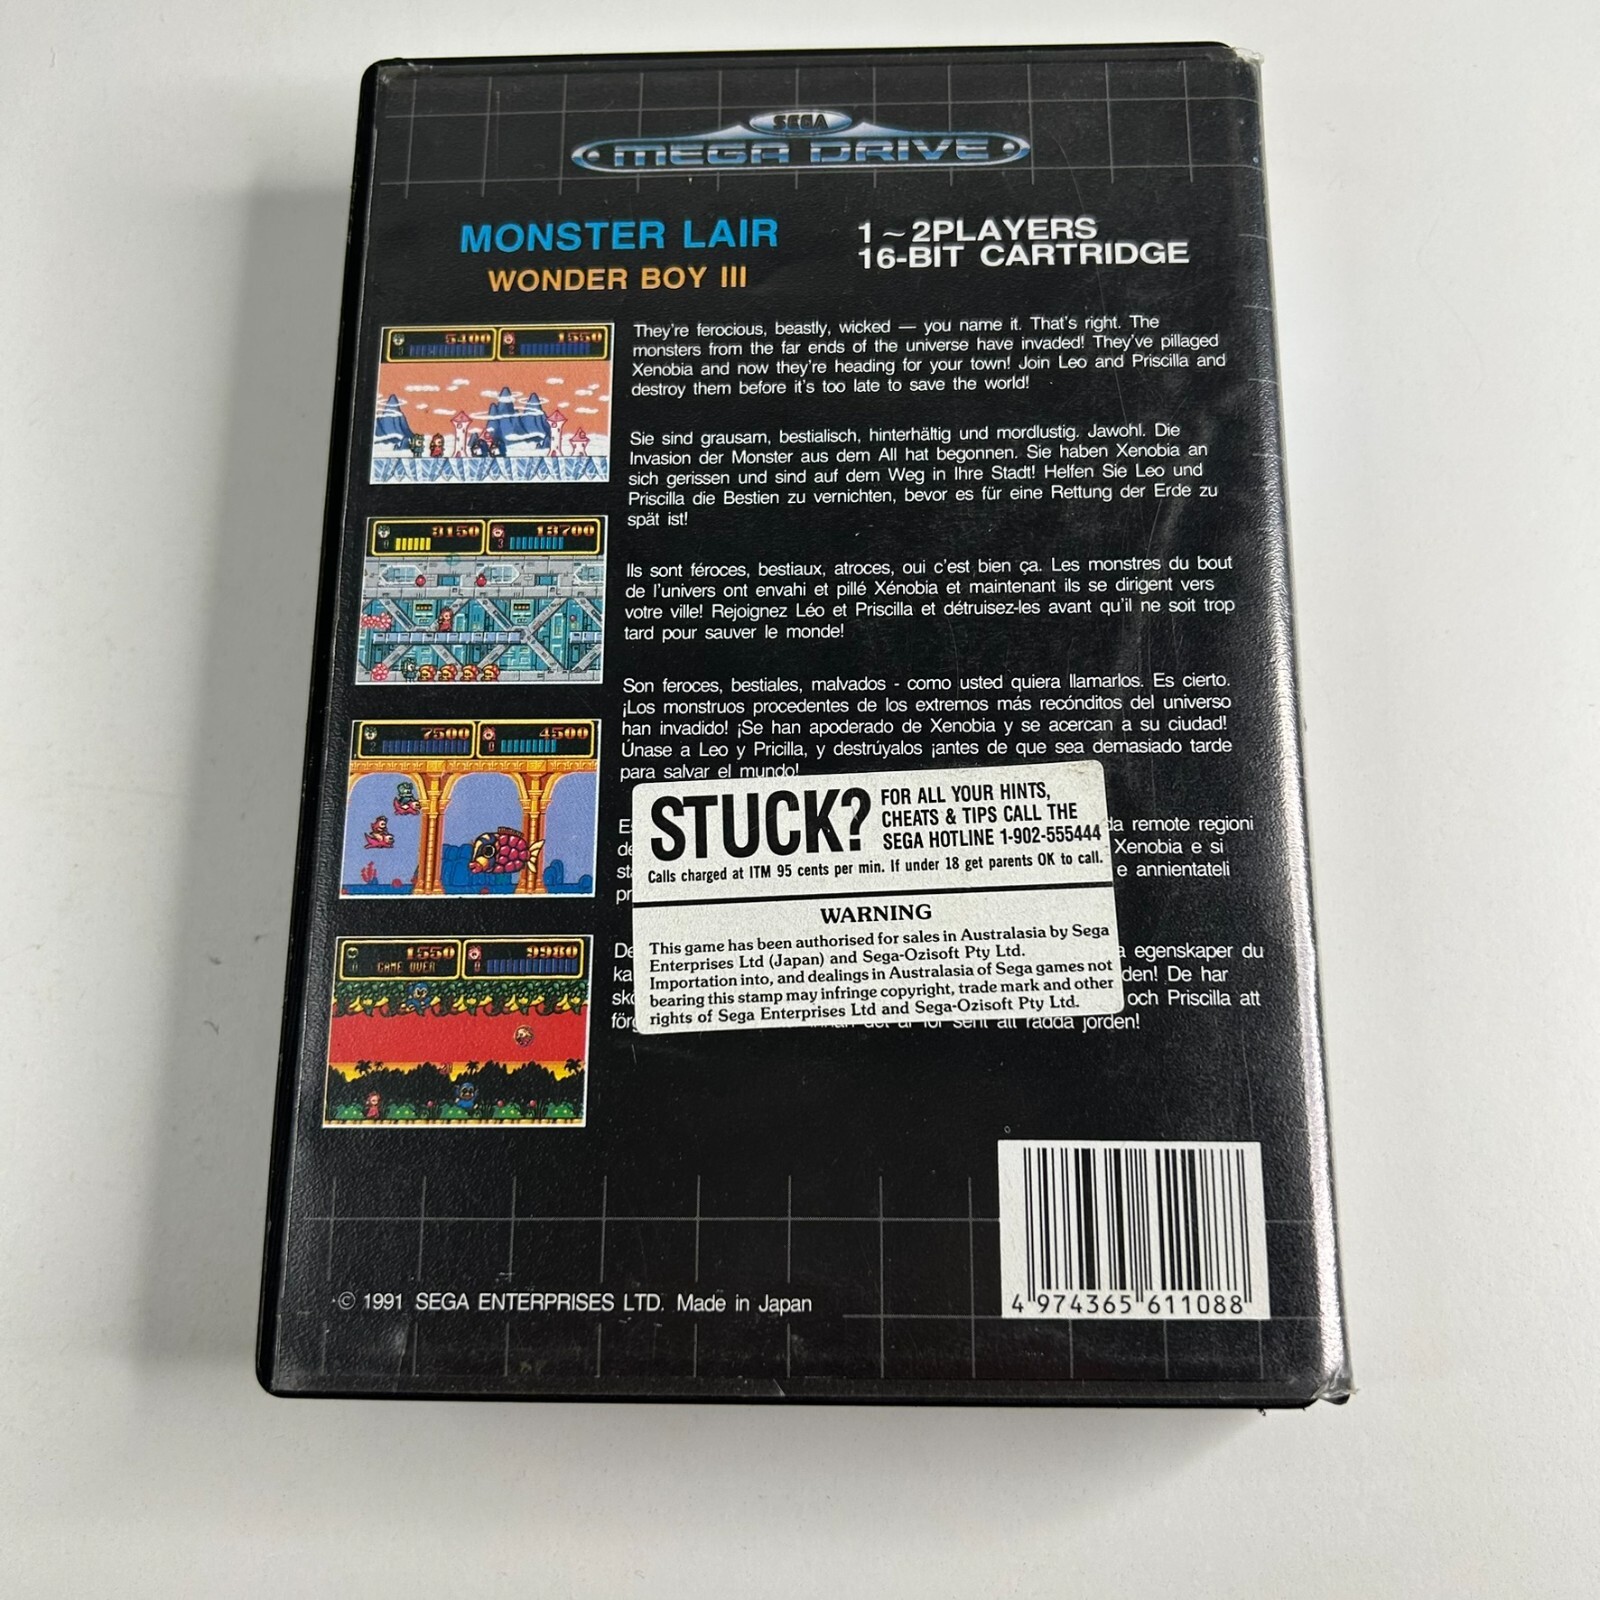 SEGA
MEGA DRIVE
MONSTER LAIR
WONDER BOY III
1~2PLAYERS
16-BIT CARTRIDGE
5400
1550
3
2
They're ferocious, beastly, wicked — you name it. That's right. The
monsters from the far ends of the universe have invaded! They've pillaged
Xenobia and now they're heading for your town! Join Leo and Priscilla and
destroy them before it's too late to save the world!
Sie sind grausam, bestialisch, hinterhältig und mordlustig. Jawohl. Die
Invasion der Monster aus dem All hat begonnen. Sie haben Xenobia an
sich gerissen und sind auf dem Weg in Ihre Stadt! Helfen Sie Leo und
Priscilla die Bestien zu vernichten, bevor es für eine Rettung der Erde zu
spät ist!
3150
18700
0
3
Ils sont féroces, bestiaux, atroces, oui c'est bien ça. Les monstres du bout
de l'univers ont envahi et pillé Xénobia et maintenant ils se dirigent vers
votre ville! Rejoignez Léo et Priscilla et détruisez-les avant qu'il ne soit trop
tard pour sauver le monde!
Son feroces, bestiales, malvados - como usted quiera llamarlos. Es cierto.
¡Los monstruos procedentes de los extremos más recónditos del universo
han invadido! ¡Se han apoderado de Xenobia y se acercan a su ciudad!
Únase a Leo y Pricilla, y destrúyalos ¡antes de que sea demasiado tarde
para salvar el mundo!
7500
4500
2
0
STUCK?
FOR ALL YOUR HINTS,
CHEATS & TIPS CALL THE
SEGA HOTLINE 1-902-555444
Calls charged at ITM 95 cents per min. If under 18 get parents OK to call.
WARNING
This game has been authorised for sales in Australasia by Sega
Enterprises Ltd (Japan) and Sega-Ozisoft Pty Ltd.
Importation into, and dealings in Australasia of Sega games not
bearing this stamp may infringe copyright, trade mark and other
rights of Sega Enterprises Ltd and Sega-Ozisoft Pty Ltd.
da remote regioni
Xenobia e si
e annientateli
egenskaper du
De har
och Priscilla att
för sent att rädda jorden!
1550
9980
0
GAME OVER
0
© 1991 SEGA ENTERPRISES LTD. Made in Japan
4 974365 611088